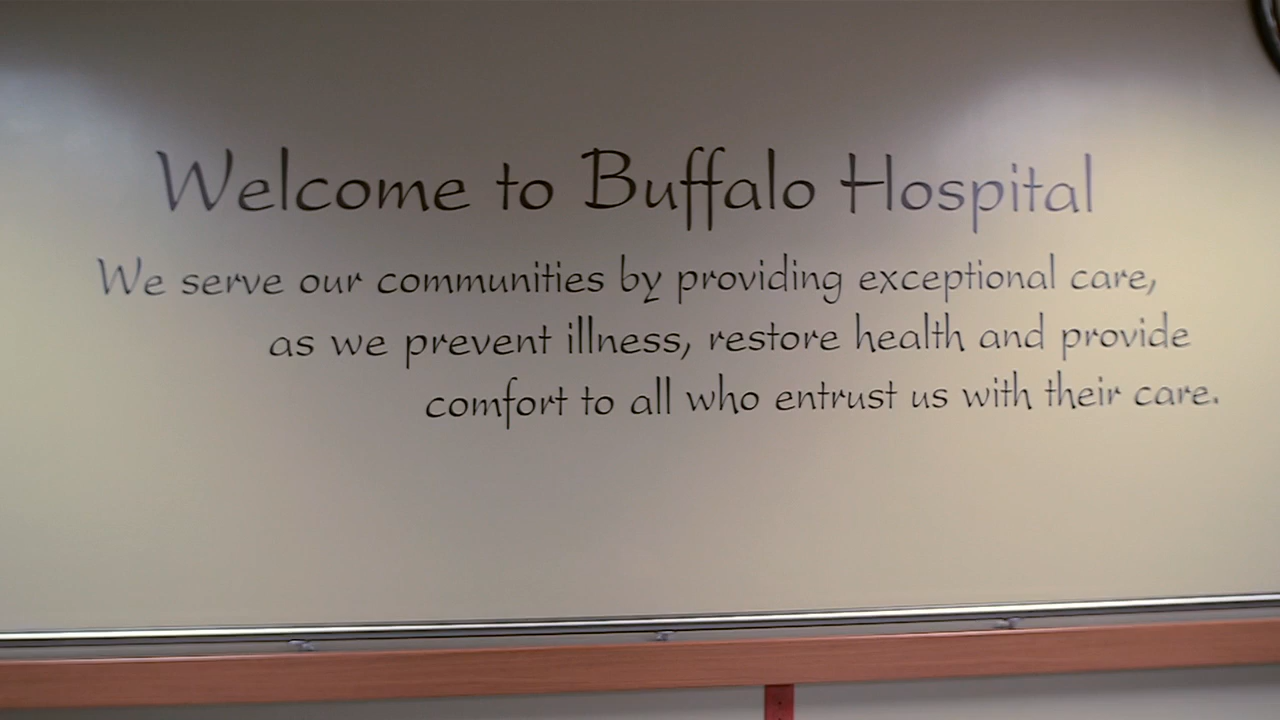 Welcome to Buffalo Hospital
We serve our communities by providing exceptional care,
as we prevent illness, restore health and provide
comfort to all who entrust us with their care.